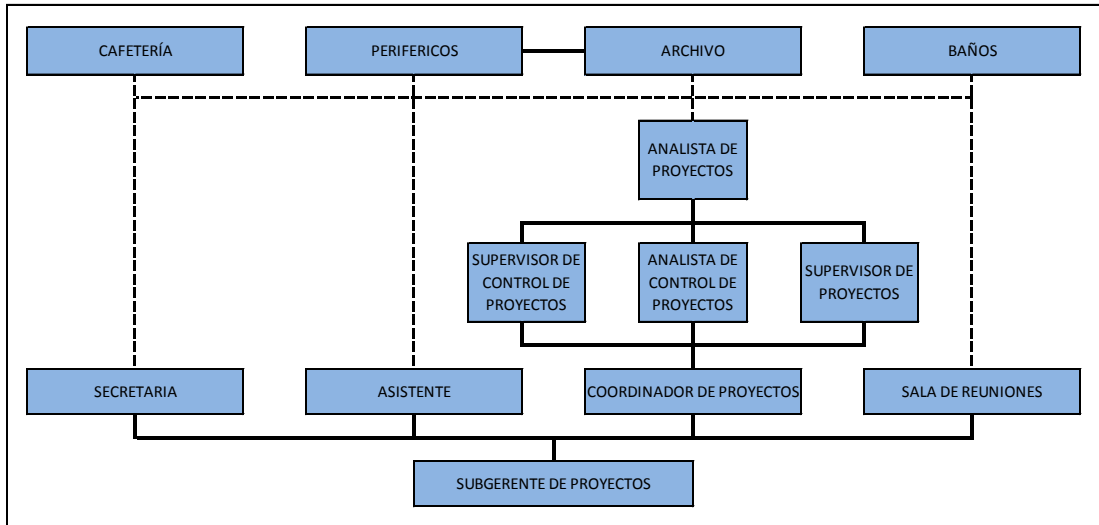 CAFETERÍA
PERIFERICOS
ARCHIVO
BAÑOS
ANALISTA DE
PROYECTOS
SUPERVISOR DE
CONTROL DE
PROYECTOS
ANALISTA DE
CONTROL DE
PROYECTOS
SUPERVISOR DE
PROYECTOS
SECRETARIA
ASISTENTE
COORDINADOR DE PROYECTOS
SALA DE REUNIONES
SUBGERENTE DE PROYECTOS